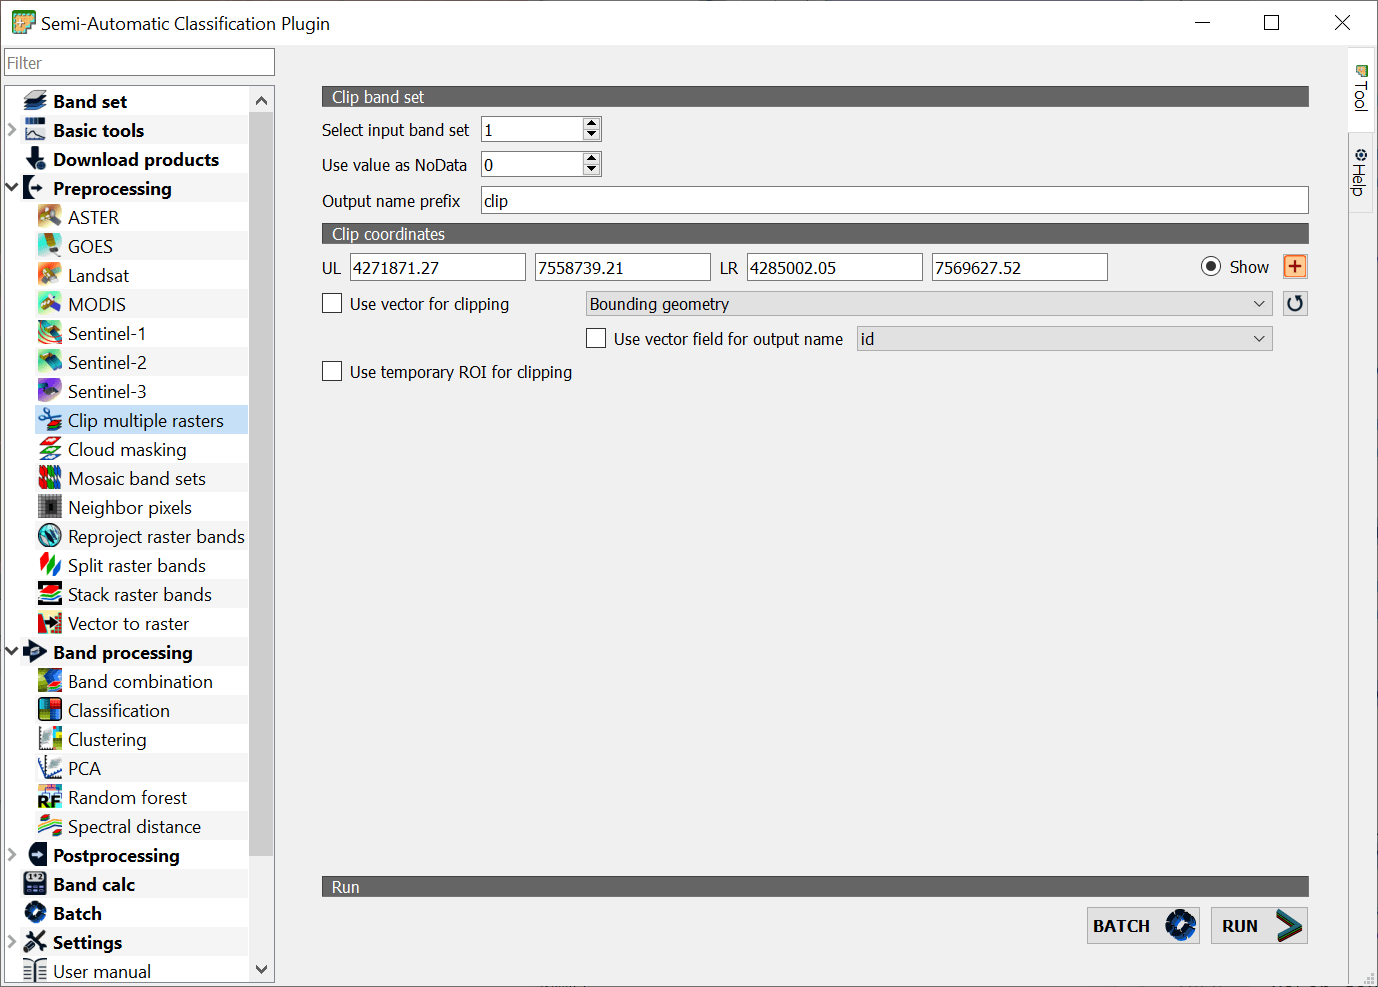 Semi-Automatic Classification Plugin
Filter
Band set
Basic tools
Download products
Preprocessing
ASTER
GOES
Landsat
MODIS
Sentinel-1
Sentinel-2
Sentinel-3
Clip multiple rasters
Cloud masking
Mosaic band sets
Neighbor pixels
Reproject raster bands
Split raster bands
Stack raster bands
Vector to raster
Band processing
Band combination
Classification
Clustering
PCA
RF Random forest
Spectral distance
Postprocessing
Band calc
Batch
Settings
User manual
Clip band set
Select input band set 1
Use value as NoData 0
Output name prefix clip
Clip coordinates
UL 4271871.27 7558739.21 LR 4285002.05 7569627.52 Show
Use vector for clipping Bounding geometry
Use vector field for output name id
Use temporary ROI for clipping
Run
BATCH RUN
Tool
Help